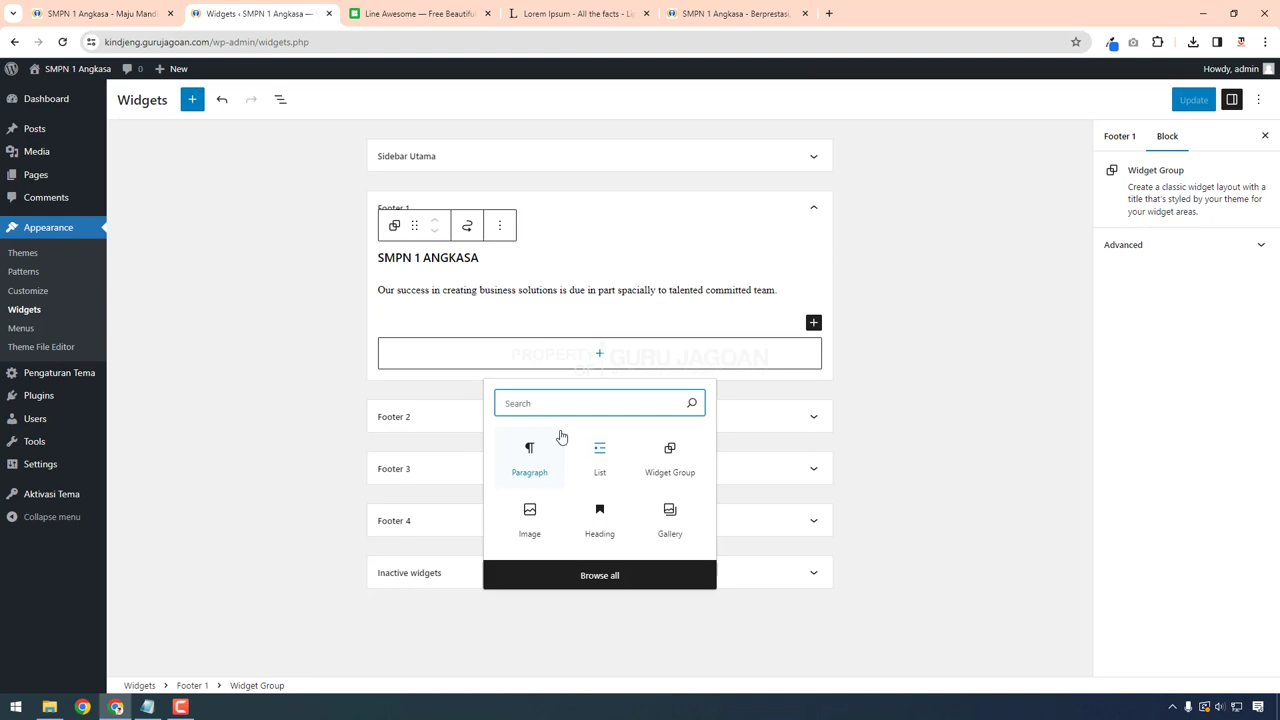 SMPN 1 Angkasa - Maju Mand
Widgets ‹ SMPN 1 Angkasa —
Line Awesome — Free Beautiful
Lorem Ipsum - All the facts - Li
SMPN 1 Angkasa - Berprestasi,
kindjeng.gurujagoan.com/wp-admin/widgets.php
SMPN 1 Angkasa
0
New
Howdy, admin
Dashboard
Posts
Media
Pages
Comments
Appearance
Themes
Patterns
Customize
Widgets
Menus
Theme File Editor
Pengaturan Tema
Plugins
Users
Tools
Settings
Aktivasi Tema
Collapse menu
Widgets
Update
Sidebar Utama
Footer 1
SMPN 1 ANGKASA
Our success in creating business solutions is due in part spacially to talented committed team.
PROPERTY OF GURU JAGOAN
Search
Paragraph
List
Widget Group
Image
Heading
Gallery
Browse all
Footer 2
Footer 3
Footer 4
Inactive widgets
Footer 1
Block
Widget Group
Create a classic widget layout with a
title that's styled by your theme for
your widget areas.
Advanced
Widgets
Footer 1
Widget Group